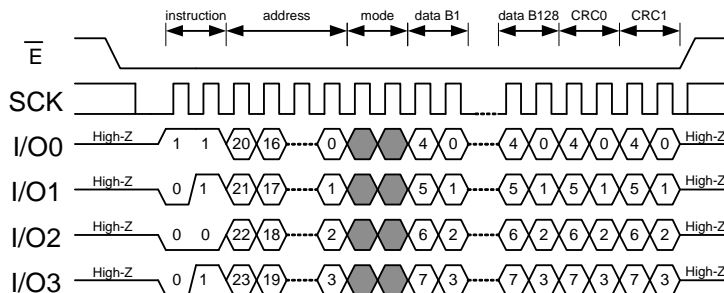 instruction address mode data B1 data B128 CRC0 CRC1
E
SCK
I/O0 High-Z 1 1 20 16 0 4 0 4 0 4 0 4 0 High-Z
I/O1 High-Z 0 1 21 17 1 5 1 5 1 5 1 5 1 High-Z
I/O2 High-Z 0 0 22 18 2 6 2 6 2 6 2 6 2 High-Z
I/O3 High-Z 0 1 23 19 3 7 3 7 3 7 3 7 3 High-Z